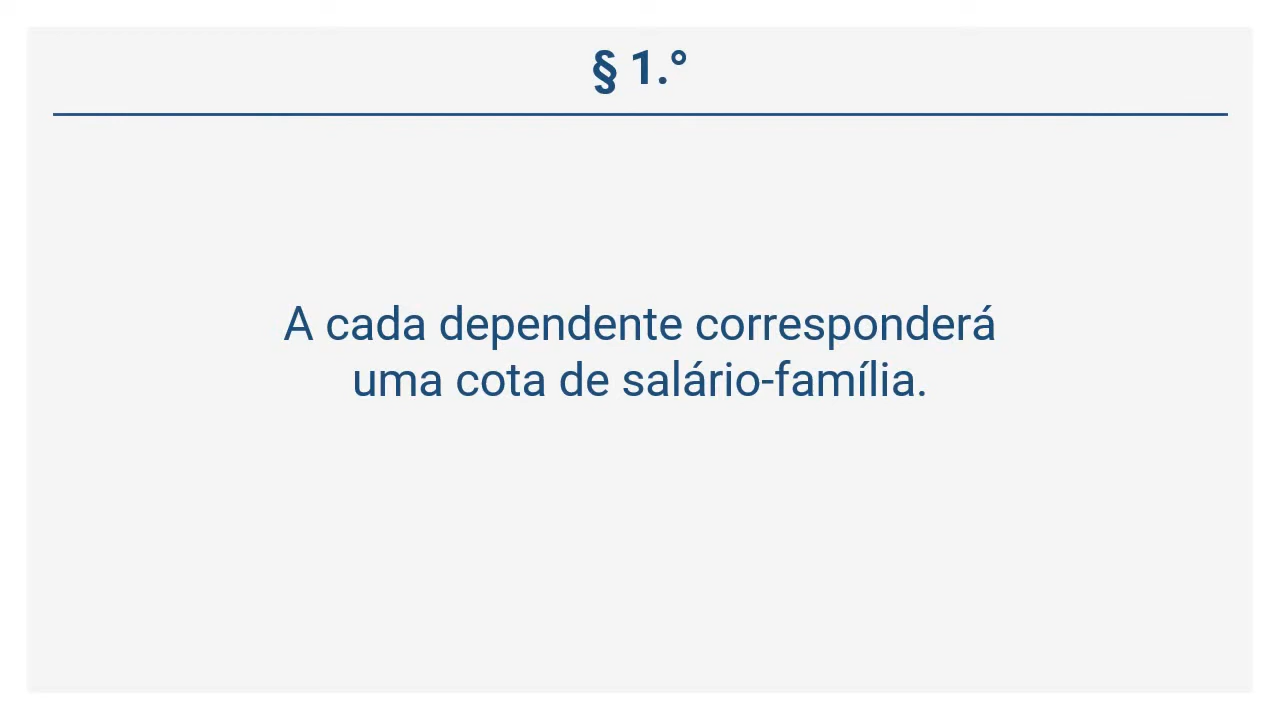 § 1.º
A cada dependente corresponderá
uma cota de salário-família.